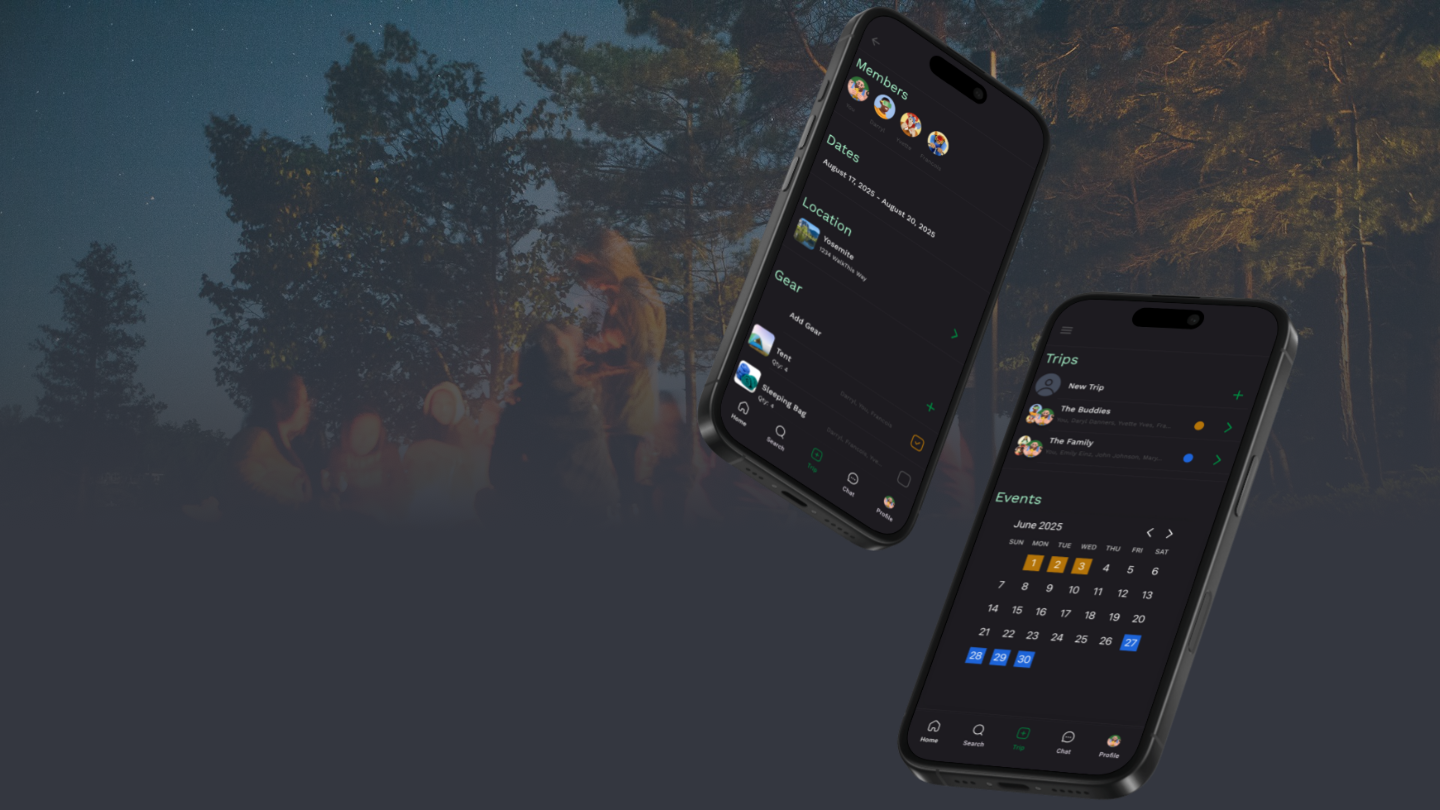 Members
Dates
August 17, 2025 - August 20, 2025
Location
Yosemite
1234 WalkThis Way
Gear
Add Gear
Tent
Qty: 4
Sleeping Bag
Qty: 4
Home
Search
Trip
Chat
Profile
Trips
New Trip
The Buddies
The Family
Events
June 2025
SUN MON TUE WED THU FRI SAT
1 2 3 4 5 6
7 8 9 10 11 12 13
14 15 16 17 18 19 20
21 22 23 24 25 26 27
28 29 30
Home
Search
Trip
Chat
Profile